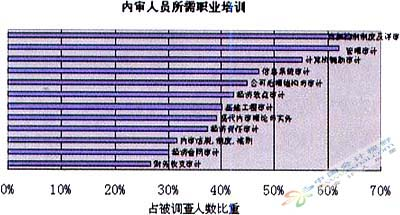 内审人员所需职业培训
内部控制制度及评审
管理审计
计算机辅助审计
信息系统审计
公司治理结构的审计
经济效益审计
基建工程审计
现代内审理论与实务
经济责任审计
内审法规、制度、准则
经济合同审计
财务收支审计
0% 10% 20% 30% 40% 50% 60% 70%
占被调查人数比重